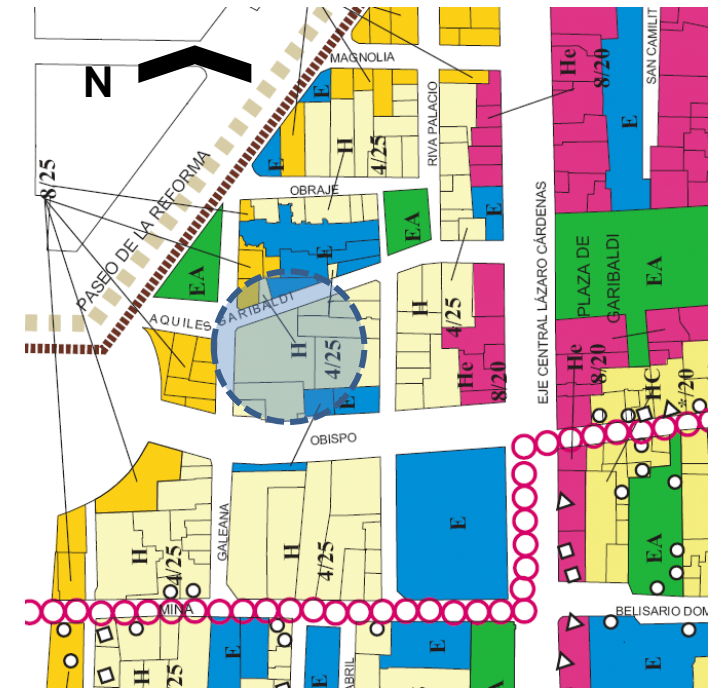 MAGNOLIA
N
E
He
8/20
SAN CAMILIT
RIVA PALACIO
H
4/25
E
E
8/25
OBRAJE
PASEO DE LA REFORMA
EA
E
EA
E
AQUILES
GARIBALDI
H
4/25
H
4/25
He
8/20
EJE CENTRAL LÁZARO CÁRDENAS
PLAZA DE
GARIBALDI
EA
He
8/20
HC
*/20
E
OBISPO
GALEANA
H
4/25
H
4/25
E
EA
MINA
BELISARIO DOM
H
4/25
E
E
ABRIL
E
A
E